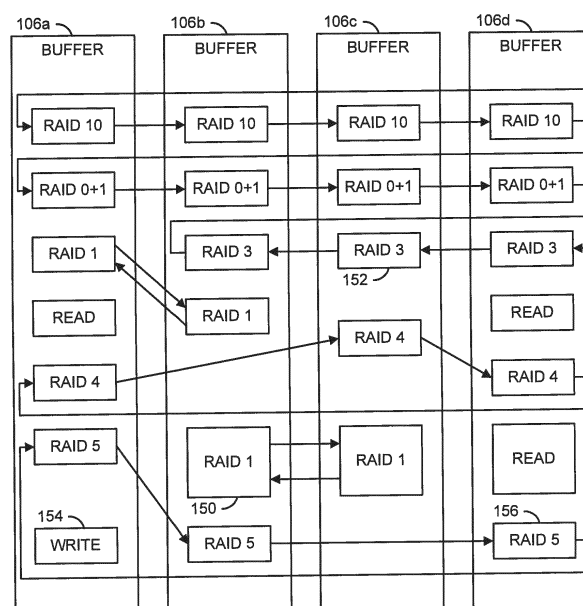 106a 106b 106c 106d
BUFFER BUFFER BUFFER BUFFER
RAID 10 RAID 10 RAID 10 RAID 10
RAID 0+1 RAID 0+1 RAID 0+1 RAID 0+1
RAID 1 RAID 3 RAID 3 RAID 3
152
READ RAID 1 READ
RAID 4
RAID 4 RAID 4
RAID 5 RAID 1 RAID 1 READ
150
154 156
WRITE RAID 5 RAID 5